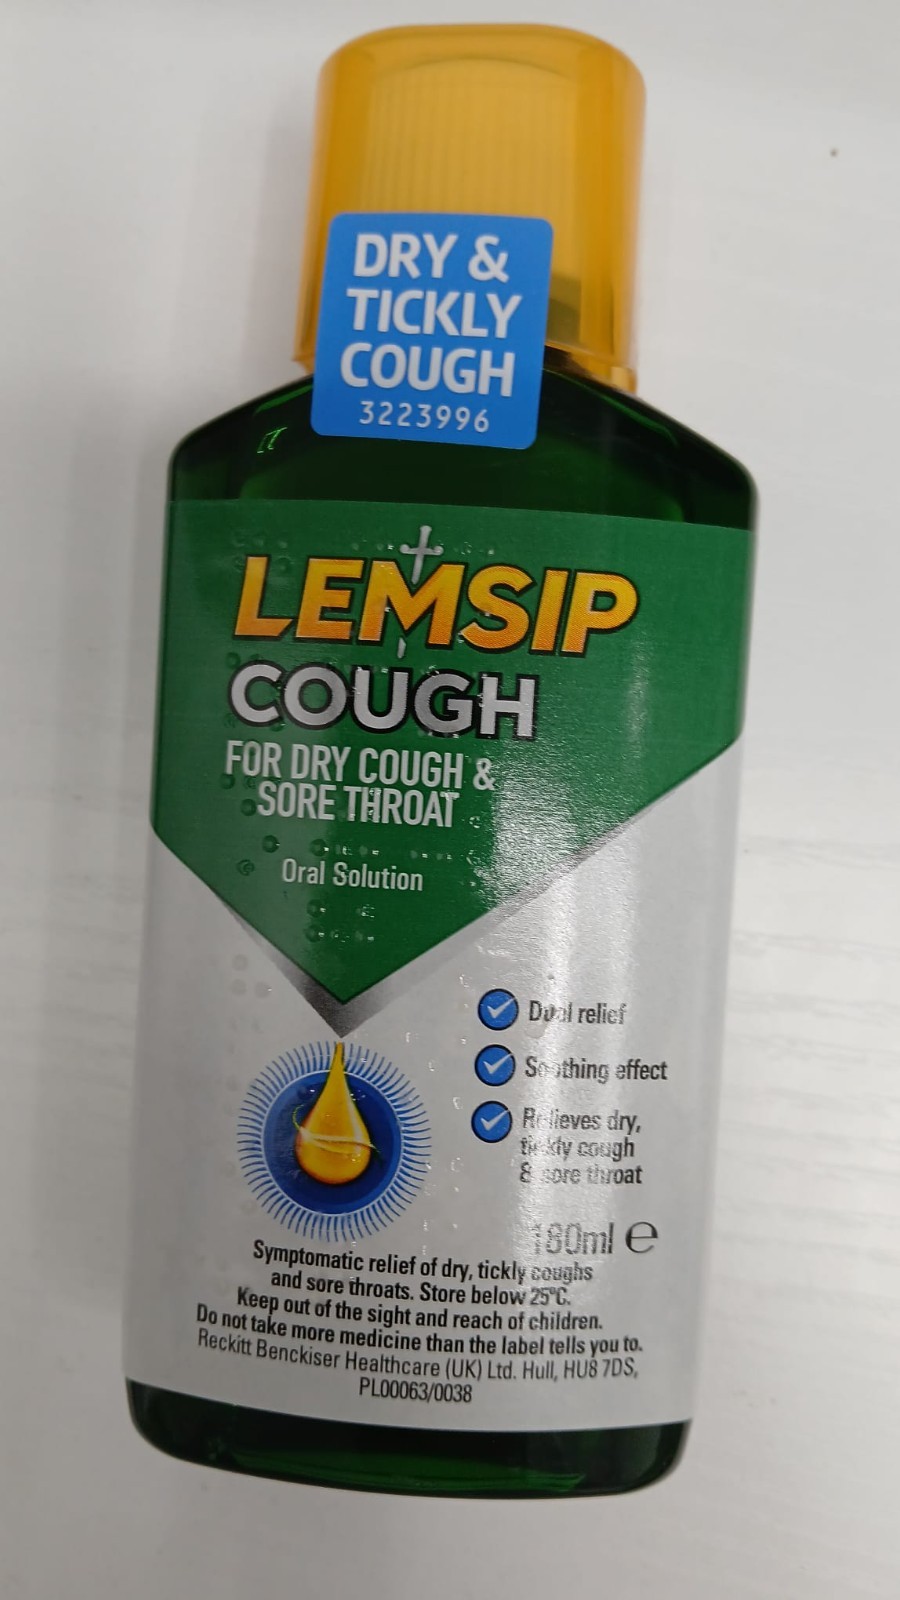 DRY &
TICKLY
COUGH
3223996
LEMSIP
COUGH
FOR DRY COUGH &
SORE THROAT
Oral Solution
Dual relief
Soothing effect
Relieves dry,
tickly cough
& sore throat
180ml e
Symptomatic relief of dry, tickly coughs
and sore throats. Store below 25°C.
Keep out of the sight and reach of children.
Do not take more medicine than the label tells you to.
Reckitt Benckiser Healthcare (UK) Ltd. Hull, HU8 7DS,
PL00063/0038